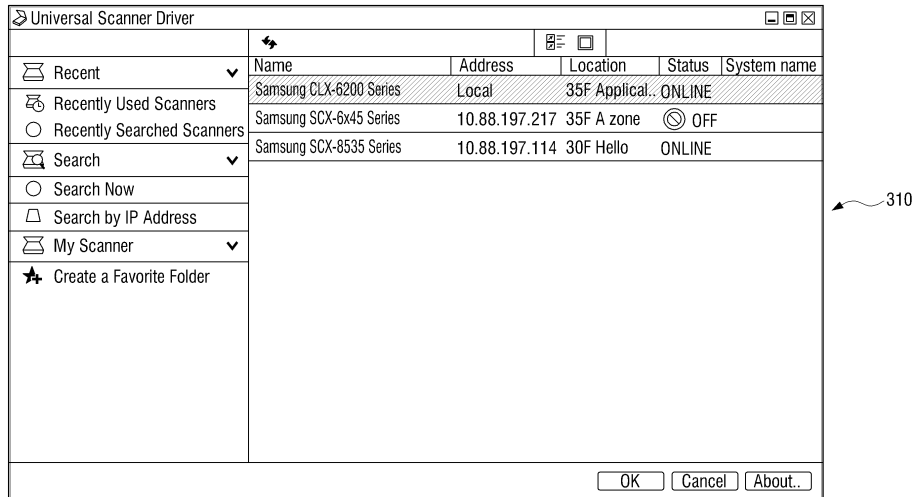 Universal Scanner Driver
Recent
Recently Used Scanners
Recently Searched Scanners
Search
Search Now
Search by IP Address
My Scanner
Create a Favorite Folder
Name Address Location Status System name
Samsung CLX-6200 Series Local 35F Applical.. ONLINE
Samsung SCX-6x45 Series 10.88.197.217 35F A zone OFF
Samsung SCX-8535 Series 10.88.197.114 30F Hello ONLINE
OK Cancel About..
310